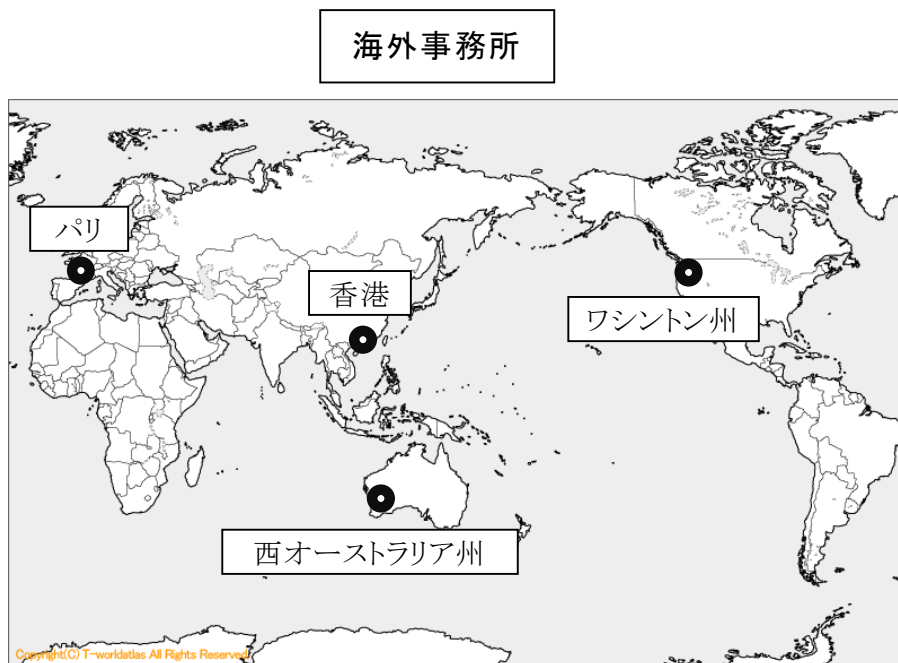 海外事務所
パリ
香港
ワシントン州
西オーストラリア州
Copyright(C) T-worldatlas All Rights Reserved